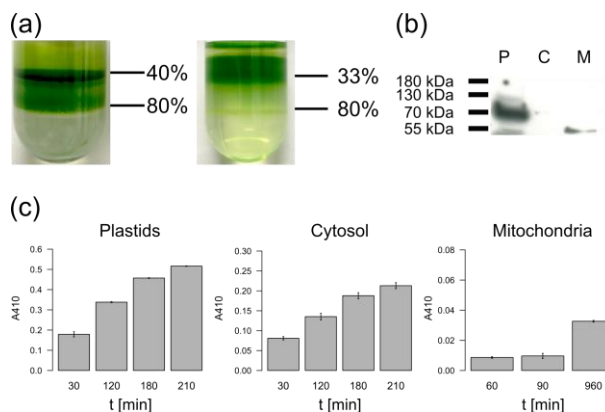 (a)
40%
80%
33%
80%
(b)
P C M
180 kDa
130 kDa
70 kDa
55 kDa
(c)
Plastids
Cytosol
Mitochondria
A410
0.6
0.5
0.4
0.3
0.2
0.1
0.0
30 120 180 210
t [min]
A410
0.30
0.25
0.20
0.15
0.10
0.05
0.00
30 120 180 210
t [min]
A410
0.08
0.06
0.04
0.02
0.00
60 90 960
t [min]